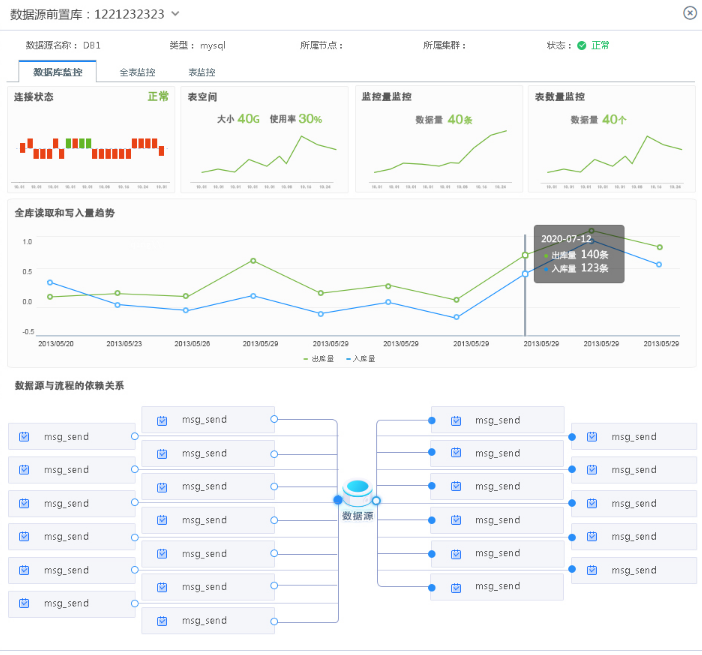 数据源前置库：1221232323
数据源名称：DB1 类型：mysql 所属节点： 所属集群： 状态： 正常
数据库监控 全表监控 表监控
连接状态 正常
表空间
大小 40G 使用率 30%
监控量监控
数据量 40条
表数量监控
数据量 40个
全库读取和写入量趋势
1.0
0.5
0.0
-0.5
2020-07-12
出库量 140条
入库量 123条
2013/05/20 2013/05/23 2013/05/26 2013/05/29 2013/05/29 2013/05/29 2013/05/29 2013/05/29 2013/05/29 2013/05/29
出库量 入库量
数据源与流程的依赖关系
msg_send msg_send
msg_send msg_send
msg_send msg_send
msg_send msg_send
msg_send msg_send
msg_send msg_send
msg_send msg_send
数据源
msg_send msg_send
msg_send msg_send
msg_send msg_send
msg_send msg_send
msg_send msg_send
msg_send
msg_send
msg_send